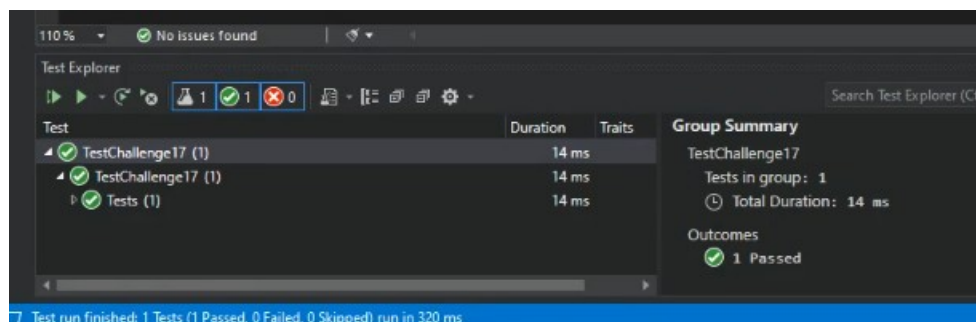 110 %
No issues found
Test Explorer
1 1 0
Search Test Explorer (C
Test Duration Traits
TestChallenge17 (1) 14 ms
TestChallenge17 (1) 14 ms
Tests (1) 14 ms
Group Summary
TestChallenge17
Tests in group: 1
Total Duration: 14 ms
Outcomes
1 Passed
Test run finished: 1 Tests (1 Passed, 0 Failed, 0 Skipped) run in 320 ms